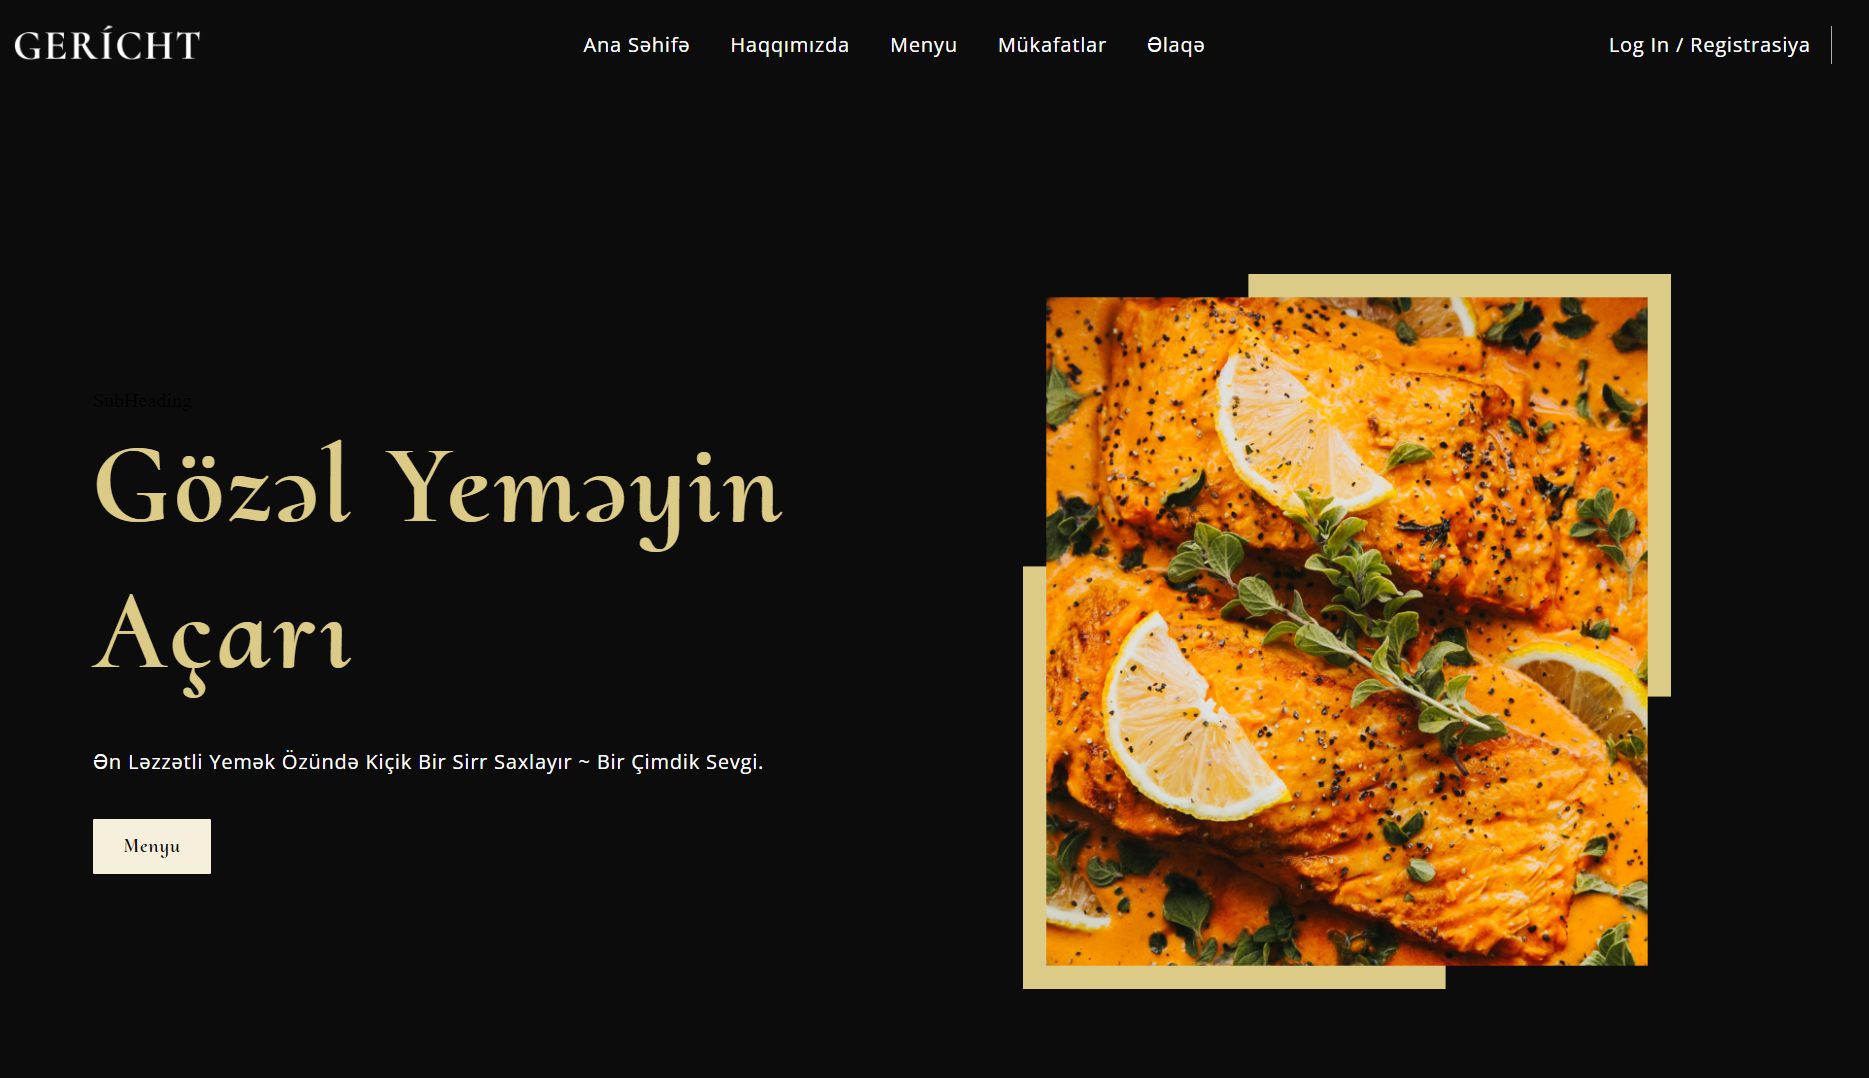 GERÍCHT
Ana Səhifə Haqqımızda Menyu Mükafatlar Əlaqə
Log In / Registrasiya
SubHeading
Gözəl Yeməyin
Açarı
Ən Ləzzətli Yemək Özündə Kiçik Bir Sirr Saxlayır ~ Bir Çimdik Sevgi.
Menyu